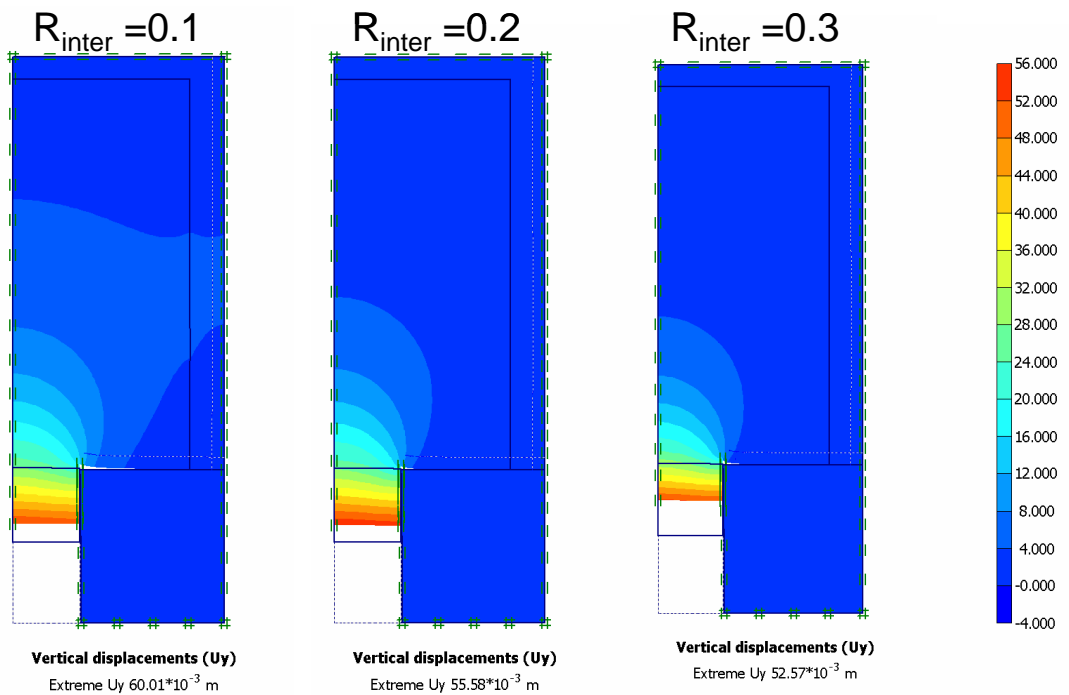 R_inter =0.1
R_inter =0.2
R_inter =0.3
56.000
52.000
48.000
44.000
40.000
36.000
32.000
28.000
24.000
20.000
16.000
12.000
8.000
4.000
-0.000
-4.000
Vertical displacements (Uy)
Extreme Uy 60.01*10⁻³ m
Vertical displacements (Uy)
Extreme Uy 55.58*10⁻³ m
Vertical displacements (Uy)
Extreme Uy 52.57*10⁻³ m